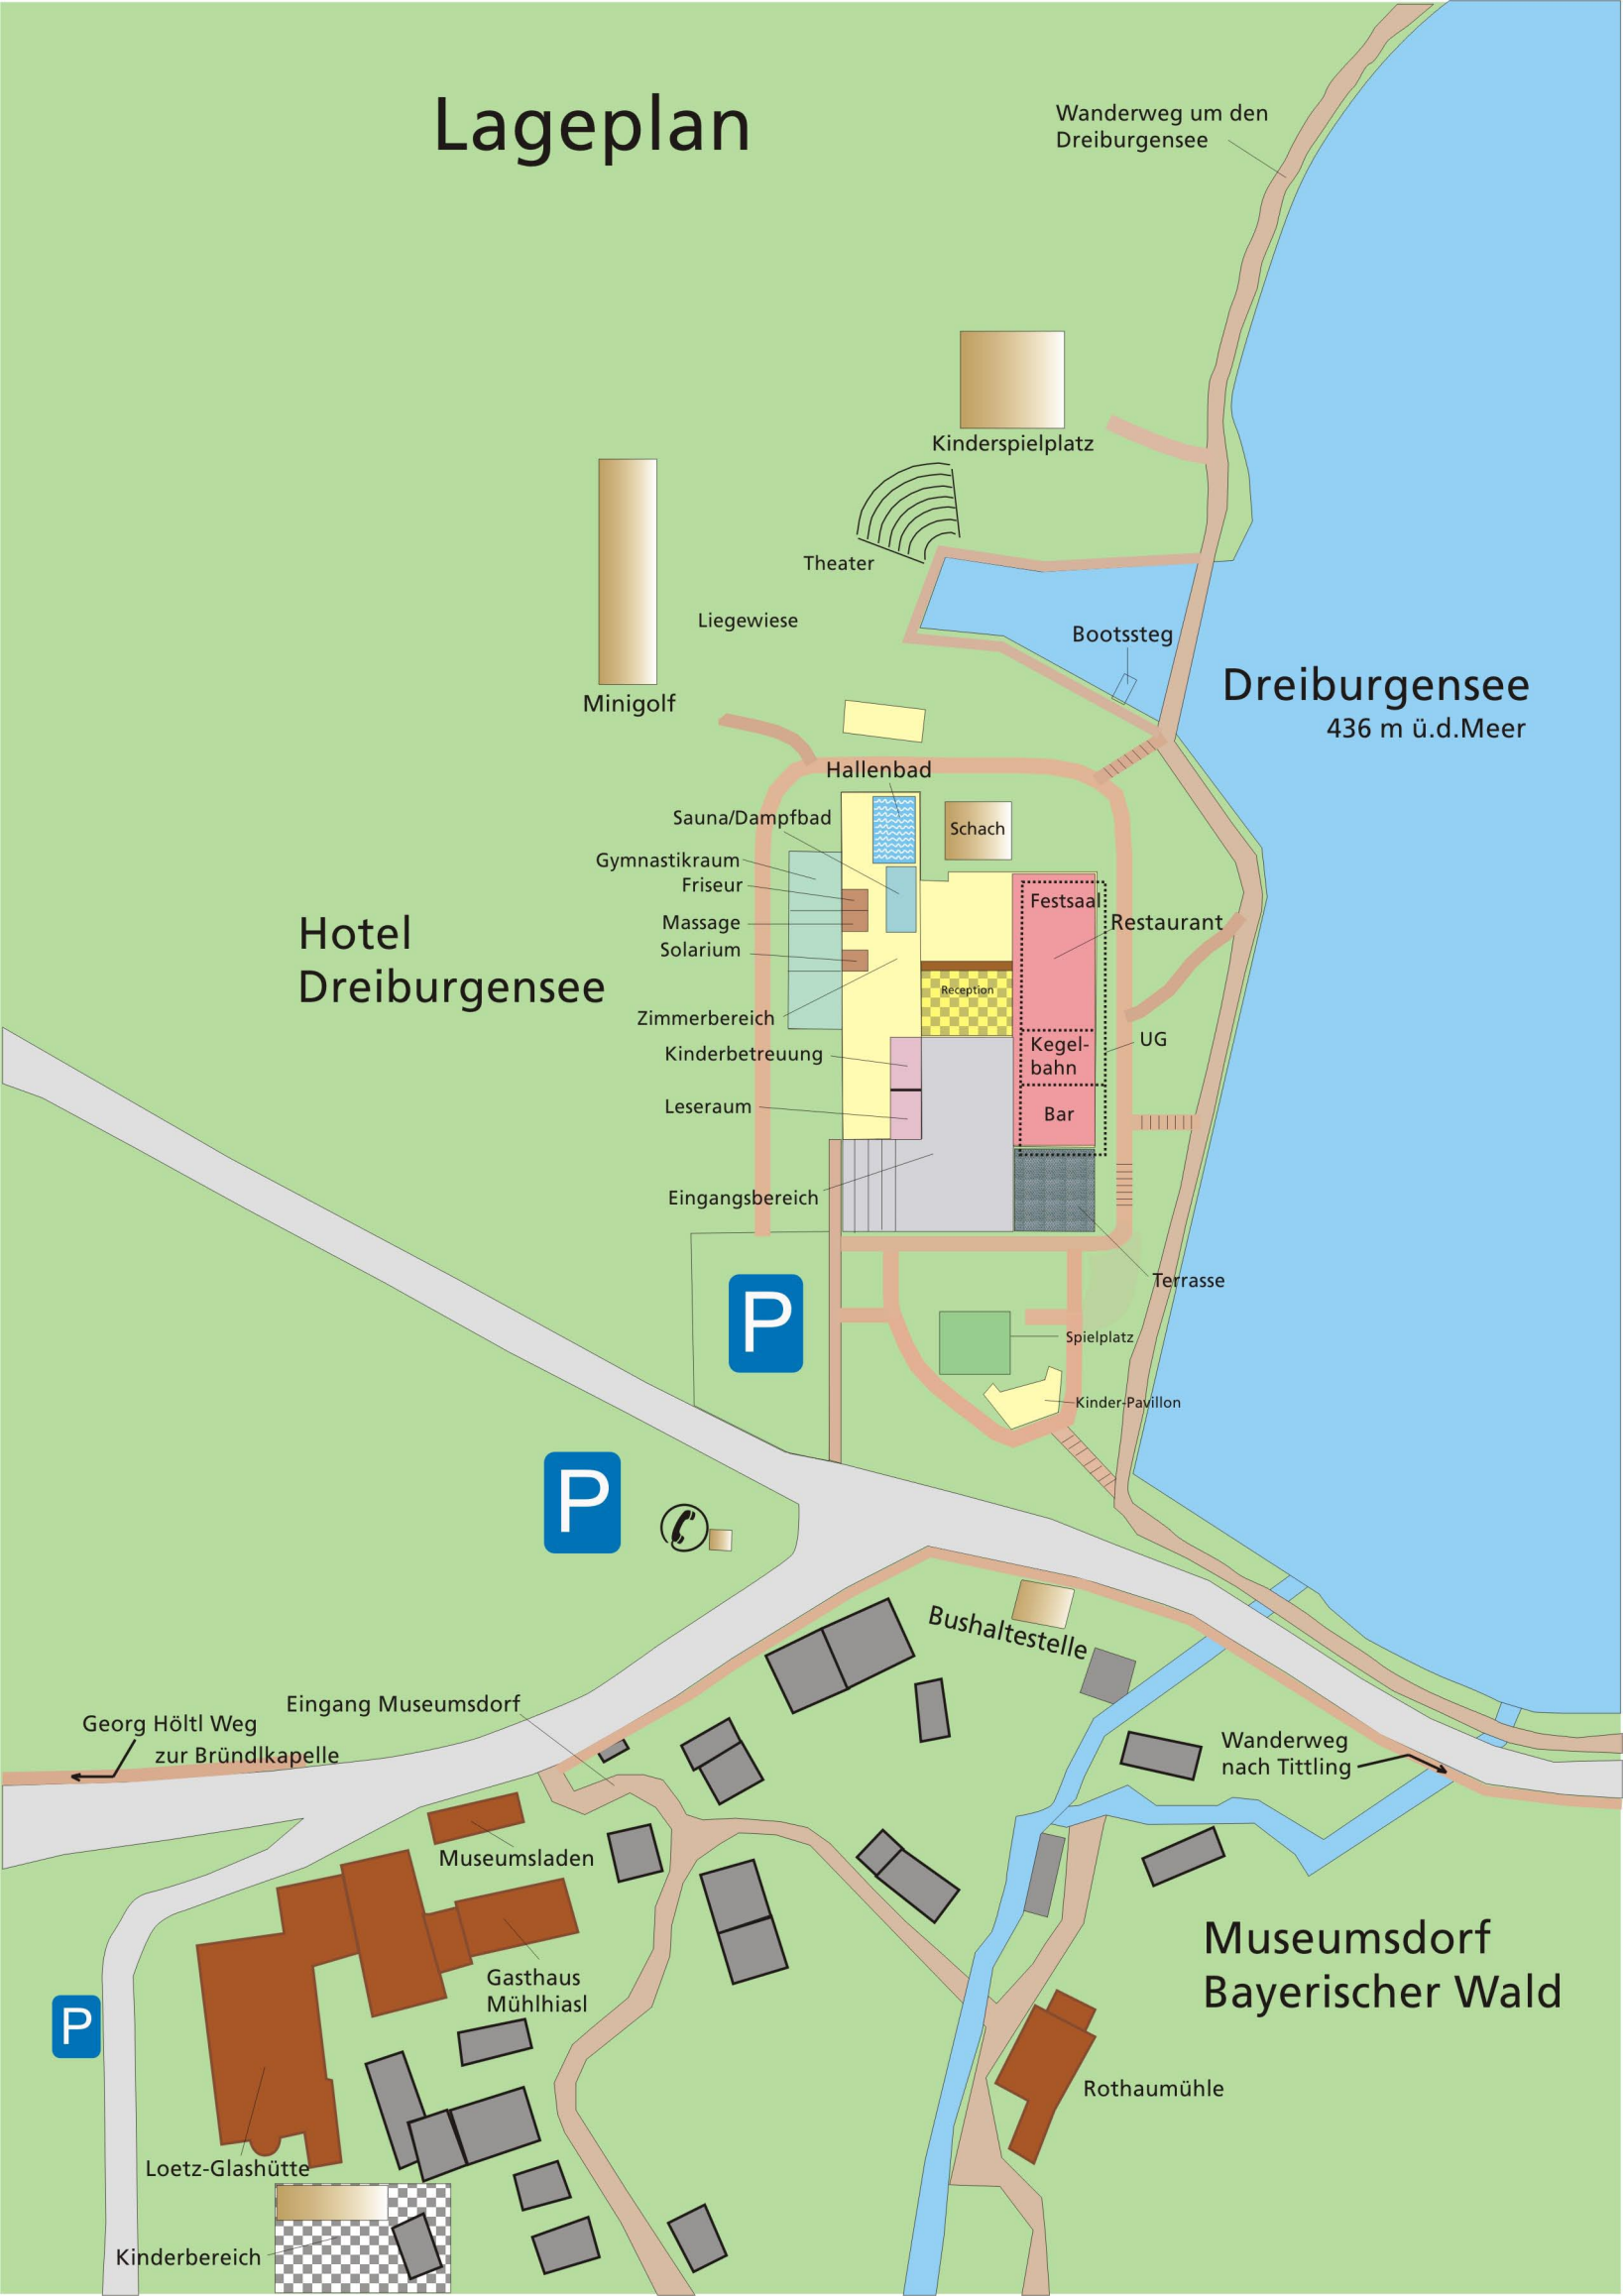 Lageplan
Wanderweg um den
Dreiburgensee
Kinderspielplatz
Theater
Liegewiese
Bootssteg
Minigolf
Dreiburgensee
436 m ü.d.Meer
Hallenbad
Sauna/Dampfbad
Schach
Gymnastikraum
Friseur
Massage
Solarium
Festsaal
Restaurant
Hotel
Dreiburgensee
Reception
Zimmerbereich
Kinderbetreuung
Kegel-
bahn
UG
Leseraum
Bar
Eingangsbereich
Terrasse
P
Spielplatz
Kinder-Pavillon
P
Bushaltestelle
Eingang Museumsdorf
Georg Höltl Weg
zur Bründlkapelle
Wanderweg
nach Tittling
Museumsladen
Gasthaus
Mühlhiasl
Museumsdorf
Bayerischer Wald
P
Rothaumühle
Loetz-Glashütte
Kinderbereich